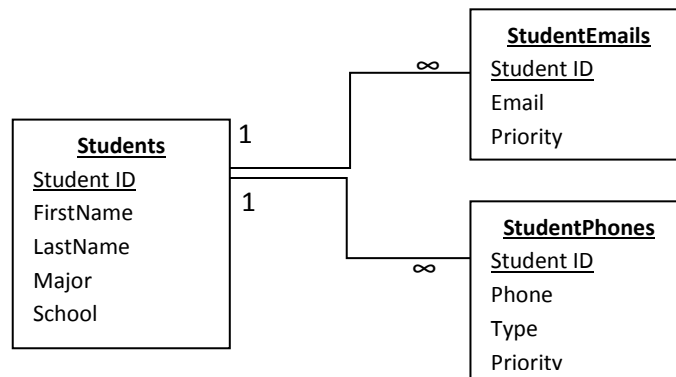 Students
Student ID
FirstName
LastName
Major
School
1
1
∞
∞
StudentEmails
Student ID
Email
Priority
StudentPhones
Student ID
Phone
Type
Priority